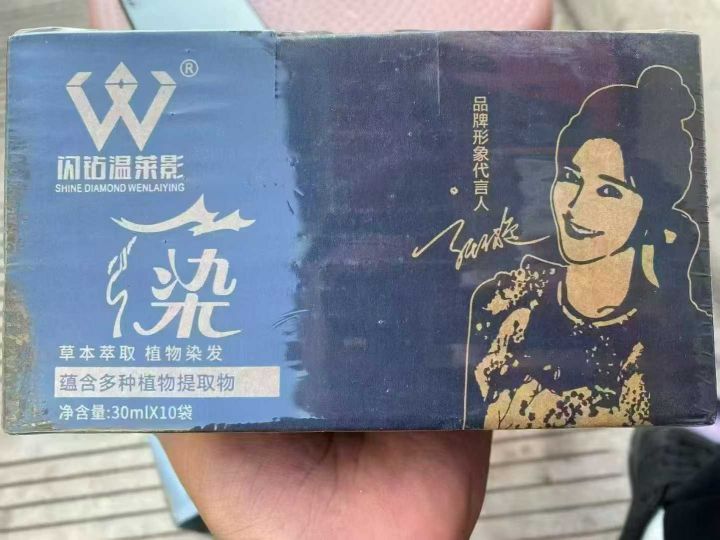 W®
闪钻温莱影
SHINE DIAMOND WENLAIYING
一染
草本萃取 植物染发
蕴含多种植物提取物
净含量:30mlX10袋
品牌形象代言人